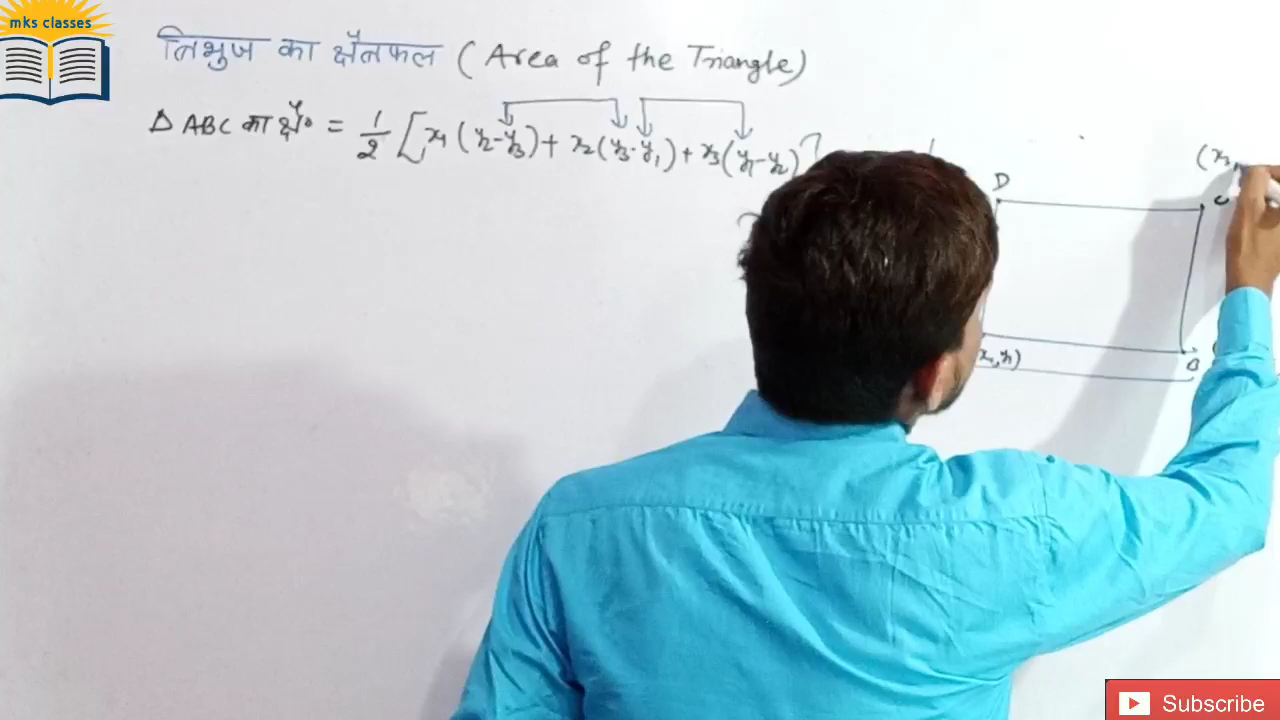 mks classes
त्रिभुज का क्षेत्रफल ( Area of the Triangle)
Δ ABC का क्षे० = 1/2 [x1 (y2-y3)+ x2(y3-y1)+ x3(y1-y2)]
(x3,
D
C
x1, y1)
B
Subscribe